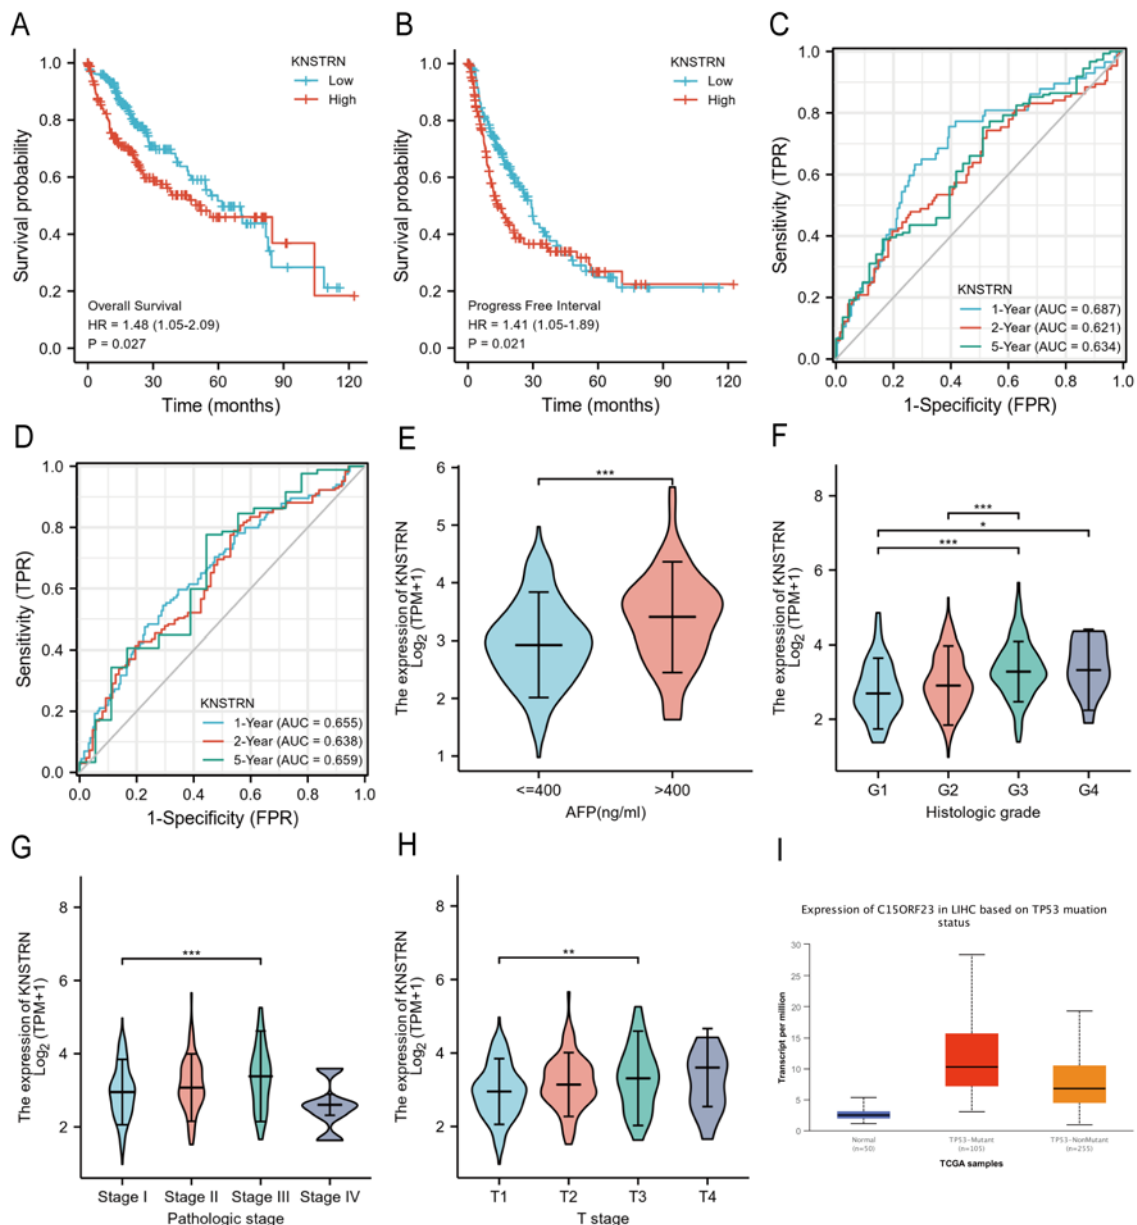 A
KNSTRN
Low
High
1.0
0.8
0.6
0.4
0.2
0.0
Survival probability
Overall Survival
HR = 1.48 (1.05-2.09)
P = 0.027
0
30
60
90
120
Time (months)
B
KNSTRN
Low
High
1.0
0.8
0.6
0.4
0.2
0.0
Survival probability
Progress Free Interval
HR = 1.41 (1.05-1.89)
P = 0.021
0
30
60
90
120
Time (months)
C
1.0
0.8
0.6
0.4
0.2
0.0
Sensitivity (TPR)
KNSTRN
1-Year (AUC = 0.687)
2-Year (AUC = 0.621)
5-Year (AUC = 0.634)
0.0
0.2
0.4
0.6
0.8
1.0
1-Specificity (FPR)
D
1.0
0.8
0.6
0.4
0.2
0.0
Sensitivity (TPR)
KNSTRN
1-Year (AUC = 0.655)
2-Year (AUC = 0.638)
5-Year (AUC = 0.659)
0.0
0.2
0.4
0.6
0.8
1.0
1-Specificity (FPR)
E
6
5
4
3
2
1
The expression of KNSTRN
Log2 (TPM+1)
***
<=400
>400
AFP(ng/ml)
F
8
6
4
2
The expression of KNSTRN
Log2 (TPM+1)
***
*
***
G1
G2
G3
G4
Histologic grade
G
8
6
4
2
The expression of KNSTRN
Log2 (TPM+1)
***
Stage I
Stage II
Stage III
Stage IV
Pathologic stage
H
8
6
4
2
The expression of KNSTRN
Log2 (TPM+1)
**
T1
T2
T3
T4
T stage
I
Expression of C15ORF23 in LIHC based on TP53 muation
status
30
25
20
15
10
5
0
Transcript per million
Normal
(n=50)
TP53-Mutant
(n=105)
TP53-NonMutant
(n=255)
TCGA samples